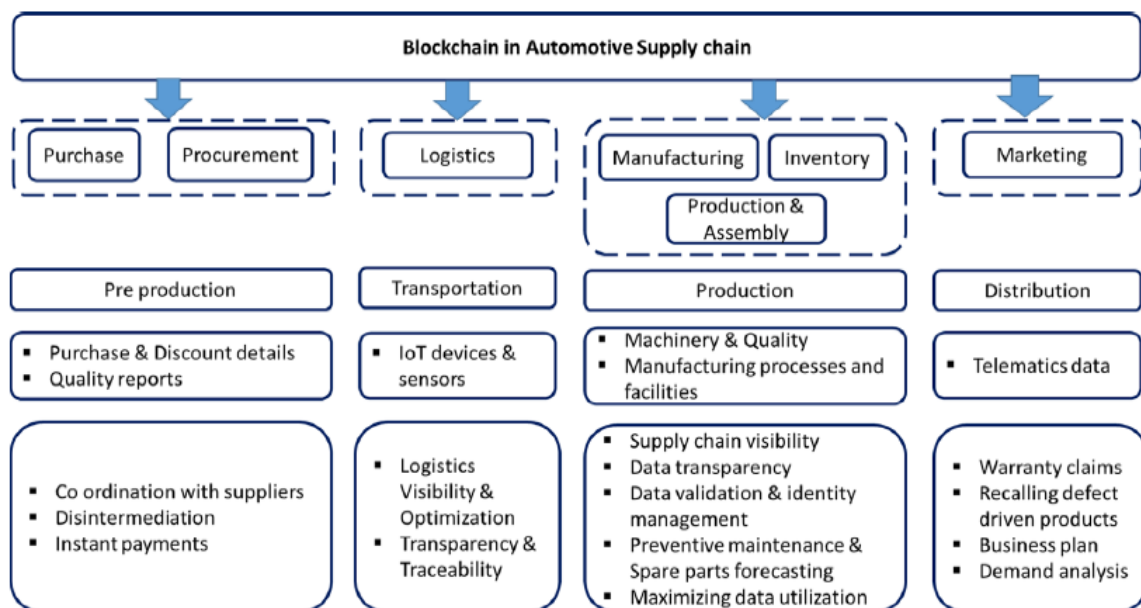 Blockchain in Automotive Supply chain
Purchase
Procurement
Logistics
Manufacturing
Inventory
Production &
Assembly
Marketing
Pre production
Transportation
Production
Distribution
▪ Purchase & Discount details
▪ Quality reports
▪ IoT devices &
sensors
▪ Machinery & Quality
▪ Manufacturing processes and
facilities
▪ Telematics data
▪ Co ordination with suppliers
▪ Disintermediation
▪ Instant payments
▪ Logistics
Visibility &
Optimization
▪ Transparency &
Traceability
▪ Supply chain visibility
▪ Data transparency
▪ Data validation & identity
management
▪ Preventive maintenance &
Spare parts forecasting
▪ Maximizing data utilization
▪ Warranty claims
▪ Recalling defect
driven products
▪ Business plan
▪ Demand analysis